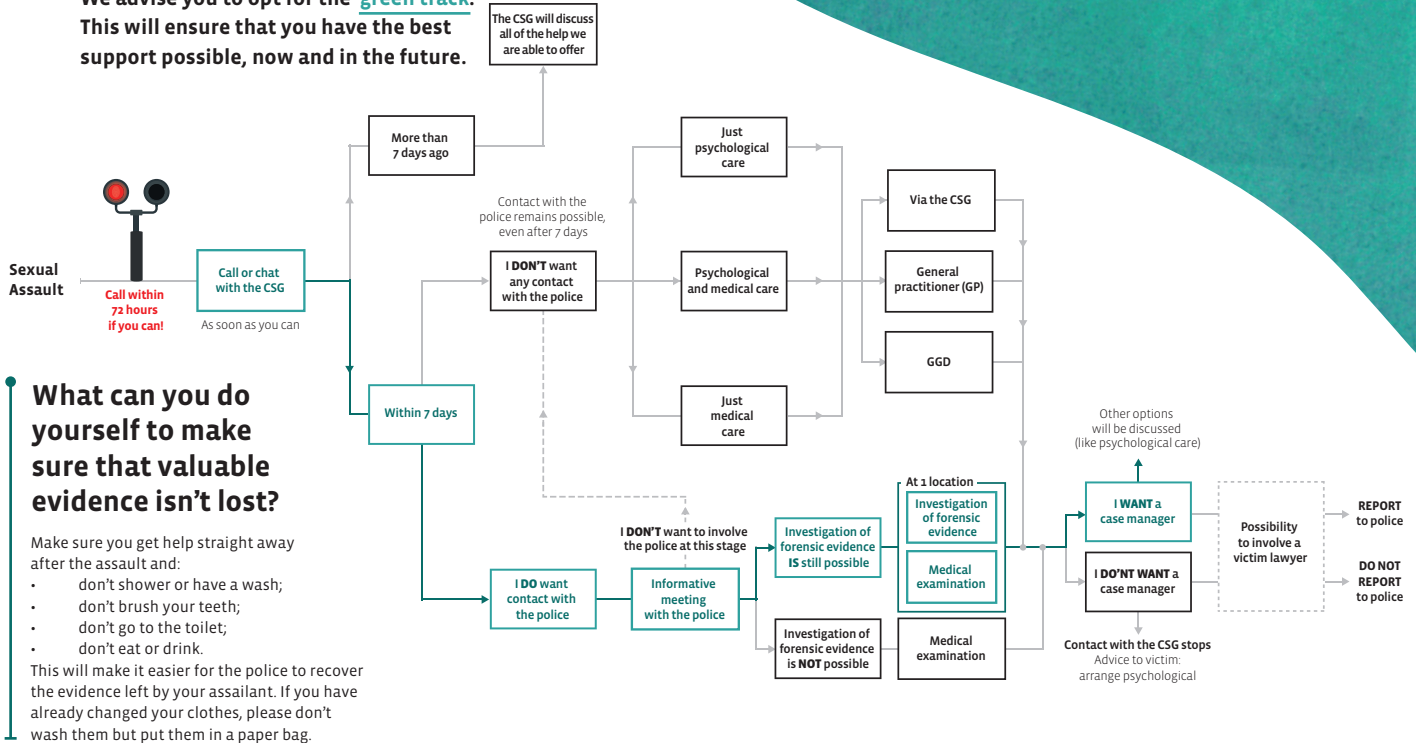 We advise you to opt for the green track.
This will ensure that you have the best
support possible, now and in the future.
The CSG will discuss
all of the help we
are able to offer
More than
7 days ago
Just
psychological
care
Contact with the
police remains possible,
even after 7 days
Via the CSG
Sexual
Assault
Call within
72 hours
if you can!
Call or chat
with the CSG
As soon as you can
I DON'T want
any contact
with the police
Psychological
and medical care
General
practitioner (GP)
GGD
Within 7 days
Just
medical
care
What can you do
yourself to make
sure that valuable
evidence isn't lost?
Make sure you get help straight away
after the assault and:
• don't shower or have a wash;
• don't brush your teeth;
• don't go to the toilet;
• don't eat or drink.
This will make it easier for the police to recover
the evidence left by your assailant. If you have
already changed your clothes, please don't
wash them but put them in a paper bag.
I DO want
contact with
the police
I DON'T want to involve
the police at this stage
Informative
meeting
with the police
Investigation of
forensic evidence
IS still possible
At 1 location
Investigation
of forensic
evidence
Medical
examination
Investigation of
forensic evidence
is NOT possible
Medical
examination
Other options
will be discussed
(like psychological care)
I WANT a
case manager
I DO'NT WANT a
case manager
Contact with the CSG stops
Advice to victim:
arrange psychological
Possibility
to involve a
victim lawyer
REPORT
to police
DO NOT
REPORT
to police